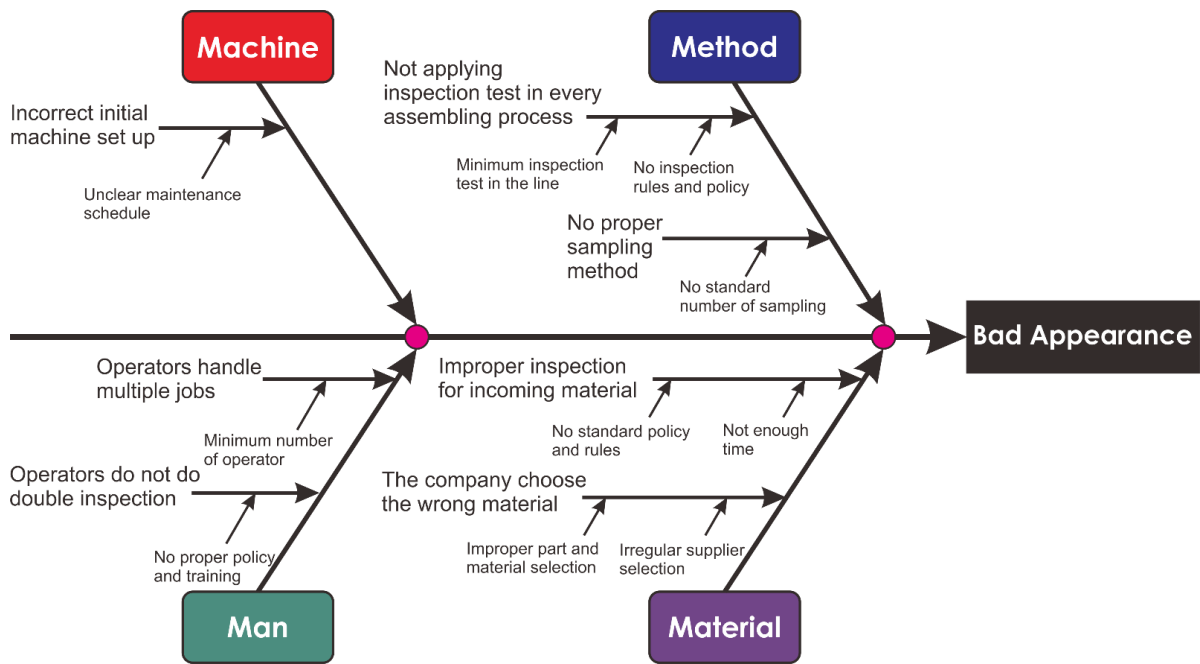 Machine
Method
Incorrect initial
machine set up
Unclear maintenance
schedule
Not applying
inspection test in every
assembling process
Minimum inspection
test in the line
No inspection
rules and policy
No proper
sampling
method
No standard
number of sampling
Bad Appearance
Operators handle
multiple jobs
Minimum number
of operator
Operators do not do
double inspection
No proper policy
and training
Improper inspection
for incoming material
No standard policy
and rules
Not enough
time
The company choose
the wrong material
Improper part and
material selection
Irregular supplier
selection
Man
Material